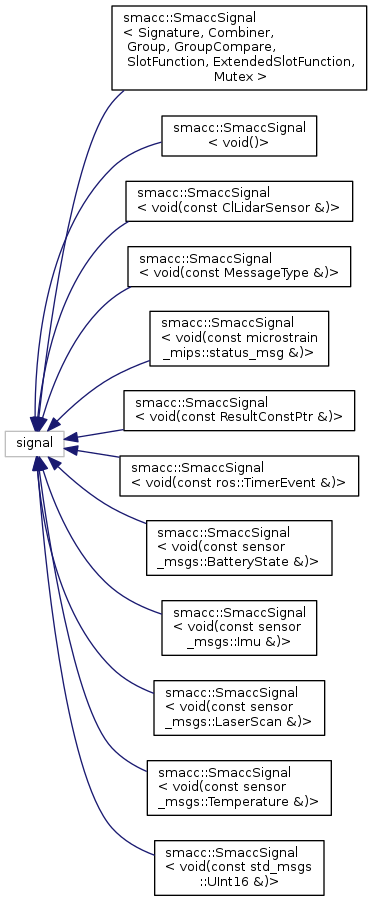 smacc::SmaccSignal
< Signature, Combiner,
Group, GroupCompare,
SlotFunction, ExtendedSlotFunction,
Mutex >
smacc::SmaccSignal
< void()>
smacc::SmaccSignal
< void(const ClLidarSensor &)>
smacc::SmaccSignal
< void(const MessageType &)>
smacc::SmaccSignal
< void(const microstrain
_mips::status_msg &)>
smacc::SmaccSignal
< void(const ResultConstPtr &)>
signal
smacc::SmaccSignal
< void(const ros::TimerEvent &)>
smacc::SmaccSignal
< void(const sensor
_msgs::BatteryState &)>
smacc::SmaccSignal
< void(const sensor
_msgs::Imu &)>
smacc::SmaccSignal
< void(const sensor
_msgs::LaserScan &)>
smacc::SmaccSignal
< void(const sensor
_msgs::Temperature &)>
smacc::SmaccSignal
< void(const std_msgs
::UInt16 &)>